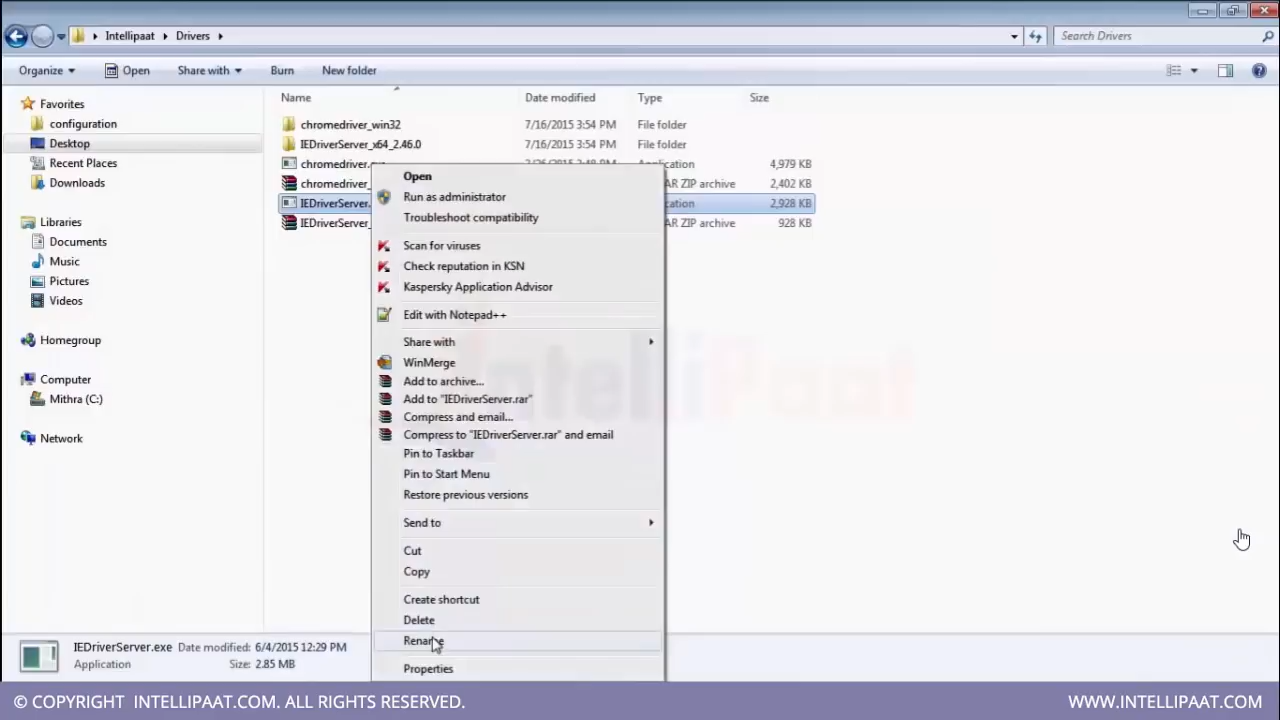 Intellipaat Drivers Search Drivers
Organize Open Share with Burn New folder
Name Date modified Type Size
Favorites
configuration
Desktop
Recent Places
Downloads
Libraries
Documents
Music
Pictures
Videos
Homegroup
Computer
Mithra (C:)
Network
chromedriver_win32 7/16/2015 3:54 PM File folder
IEDriverServer_x64_2.46.0 7/16/2015 3:54 PM File folder
4,979 KB
2,402 KB
2,928 KB
928 KB
Open
Run as administrator
Troubleshoot compatibility
Scan for viruses
Check reputation in KSN
Kaspersky Application Advisor
Edit with Notepad++
Share with
WinMerge
Add to archive...
Add to "IEDriverServer.rar"
Compress and email...
Compress to "IEDriverServer.rar" and email
Pin to Taskbar
Pin to Start Menu
Restore previous versions
Send to
Cut
Copy
Create shortcut
Delete
Rename
Properties
IEDriverServer.exe Date modified: 6/4/2015 12:29 PM
Application Size: 2.85 MB
© COPYRIGHT INTELLIPAAT.COM. ALL RIGHTS RESERVED. WWW.INTELLIPAAT.COM